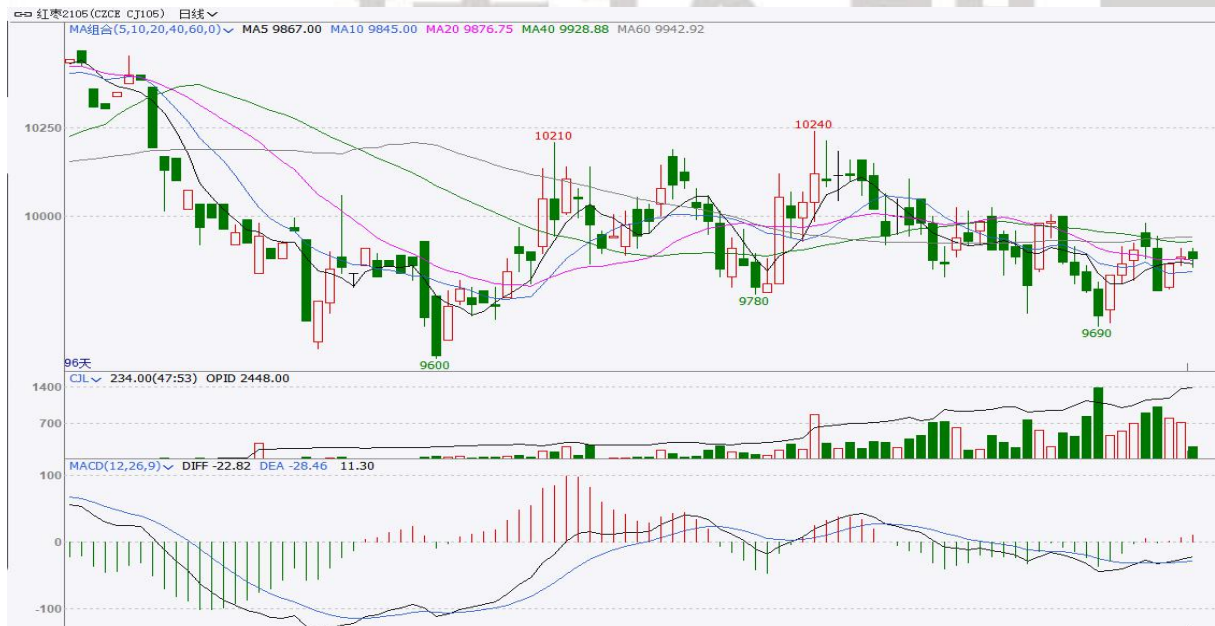 红枣2105(CZCE CJ105) 日线
MA组合(5,10,20,40,60,0) MA5 9867.00 MA10 9845.00 MA20 9876.75 MA40 9928.88 MA60 9942.92
10250
10210
10240
10000
9780
9690
9600
96天
CJL 234.00(47:53) OPID 2448.00
1400
700
MACD(12,26,9) DIFF -22.82 DEA -28.46 11.30
100
0
-100